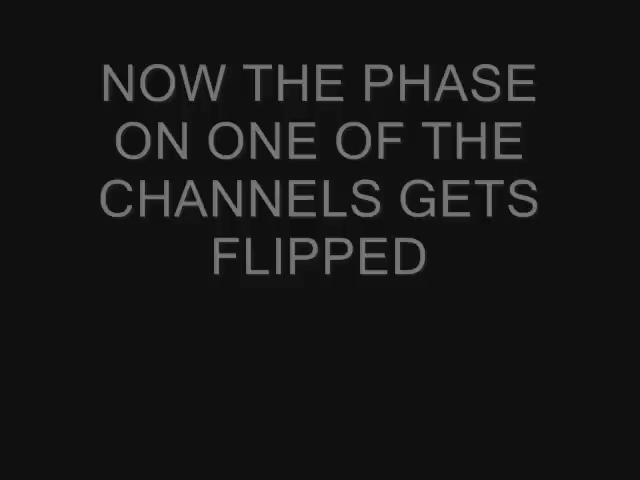 NOW THE PHASE
ON ONE OF THE
CHANNELS GETS
FLIPPED